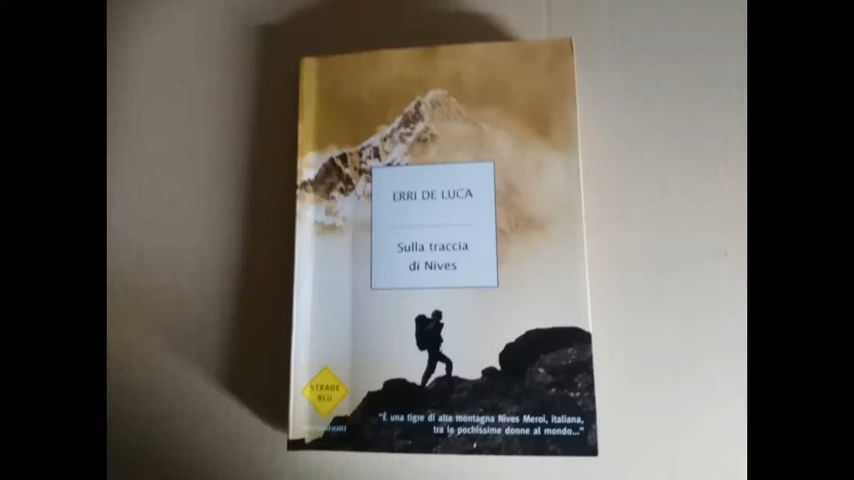 ERRI DE LUCA
Sulla traccia
di Nives
STRADE
BLU
"È una tigre di alta montagna Nives Meroi, italiana,
tra le pochissime donne al mondo..."
MONDADORI